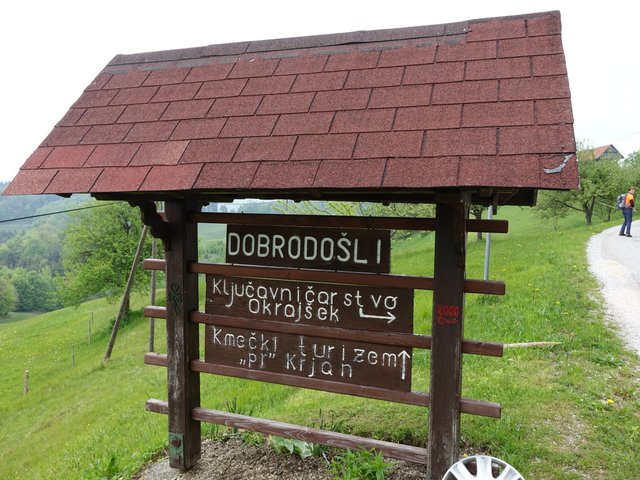 DOBRODOŠLI
Ključavničarstvo
Okrajšek
Kmečki turizem
„pr" Krjan